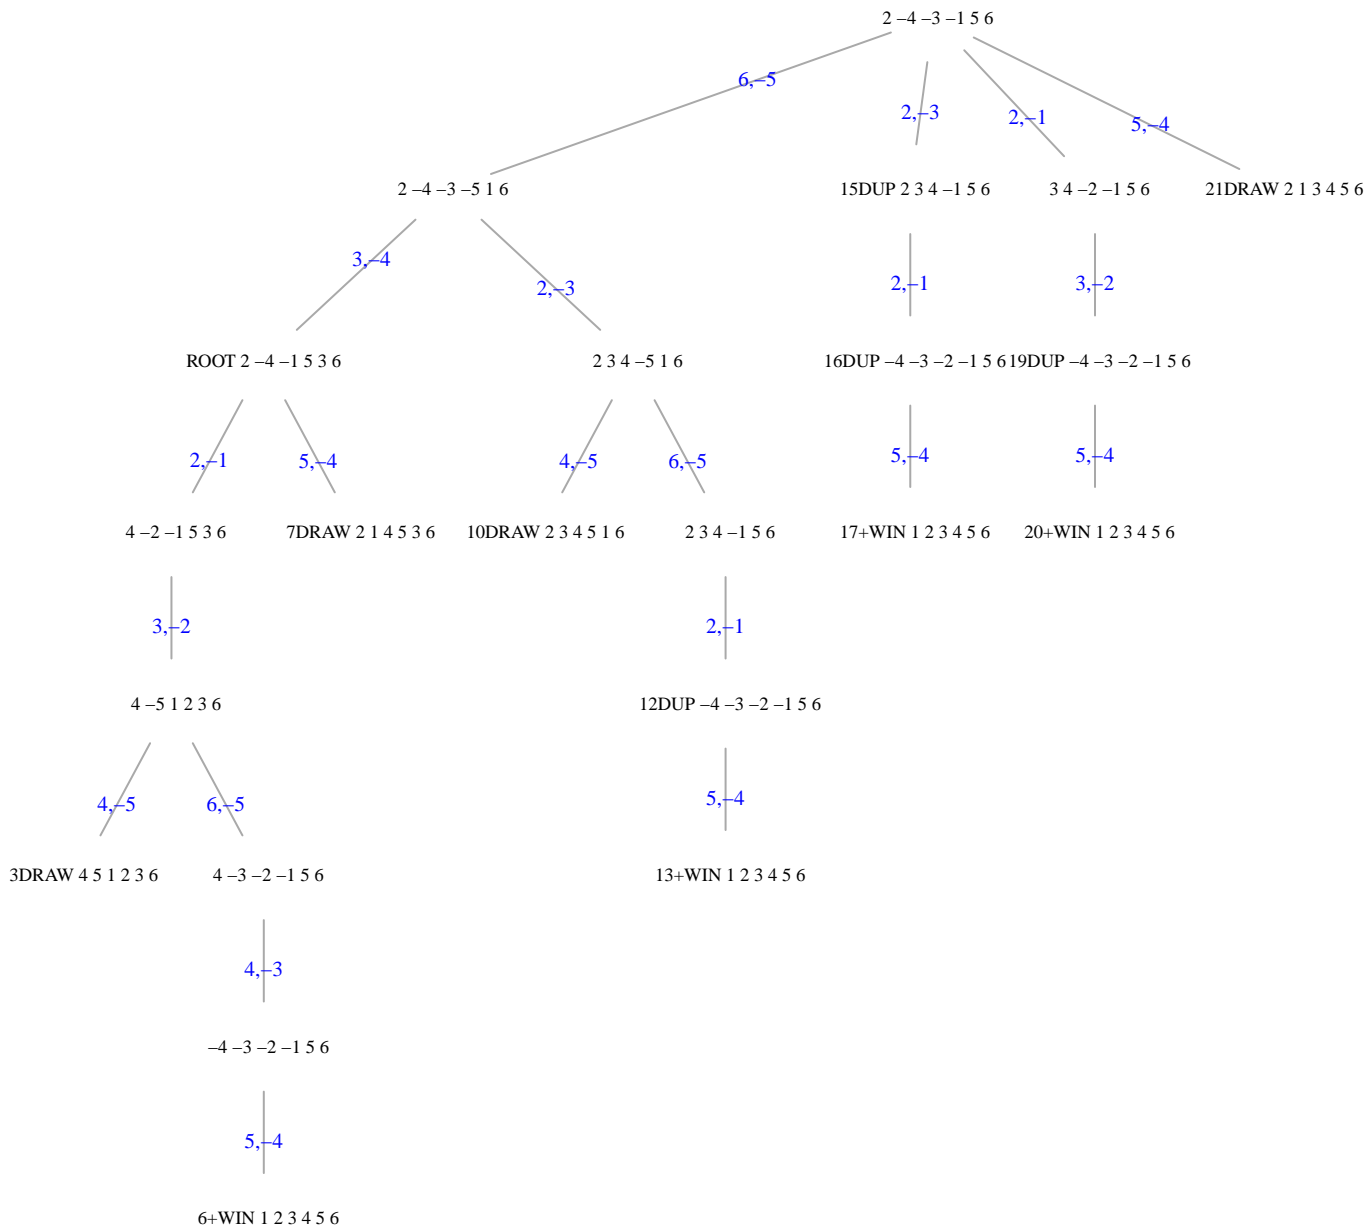 2 –4 –3 –1 5 6
6,–5
2,–3
2,–1
5,–4
2 –4 –3 –5 1 6
15DUP 2 3 4 –1 5 6
3 4 –2 –1 5 6
21DRAW 2 1 3 4 5 6
3,–4
2,–3
2,–1
3,–2
ROOT 2 –4 –1 5 3 6
2 3 4 –5 1 6
16DUP –4 –3 –2 –1 5 6
19DUP –4 –3 –2 –1 5 6
2,–1
5,–4
4,–5
6,–5
5,–4
5,–4
4 –2 –1 5 3 6
7DRAW 2 1 4 5 3 6
10DRAW 2 3 4 5 1 6
2 3 4 –1 5 6
17+WIN 1 2 3 4 5 6
20+WIN 1 2 3 4 5 6
3,–2
2,–1
4 –5 1 2 3 6
12DUP –4 –3 –2 –1 5 6
4,–5
6,–5
5,–4
3DRAW 4 5 1 2 3 6
4 –3 –2 –1 5 6
13+WIN 1 2 3 4 5 6
4,–3
–4 –3 –2 –1 5 6
5,–4
6+WIN 1 2 3 4 5 6